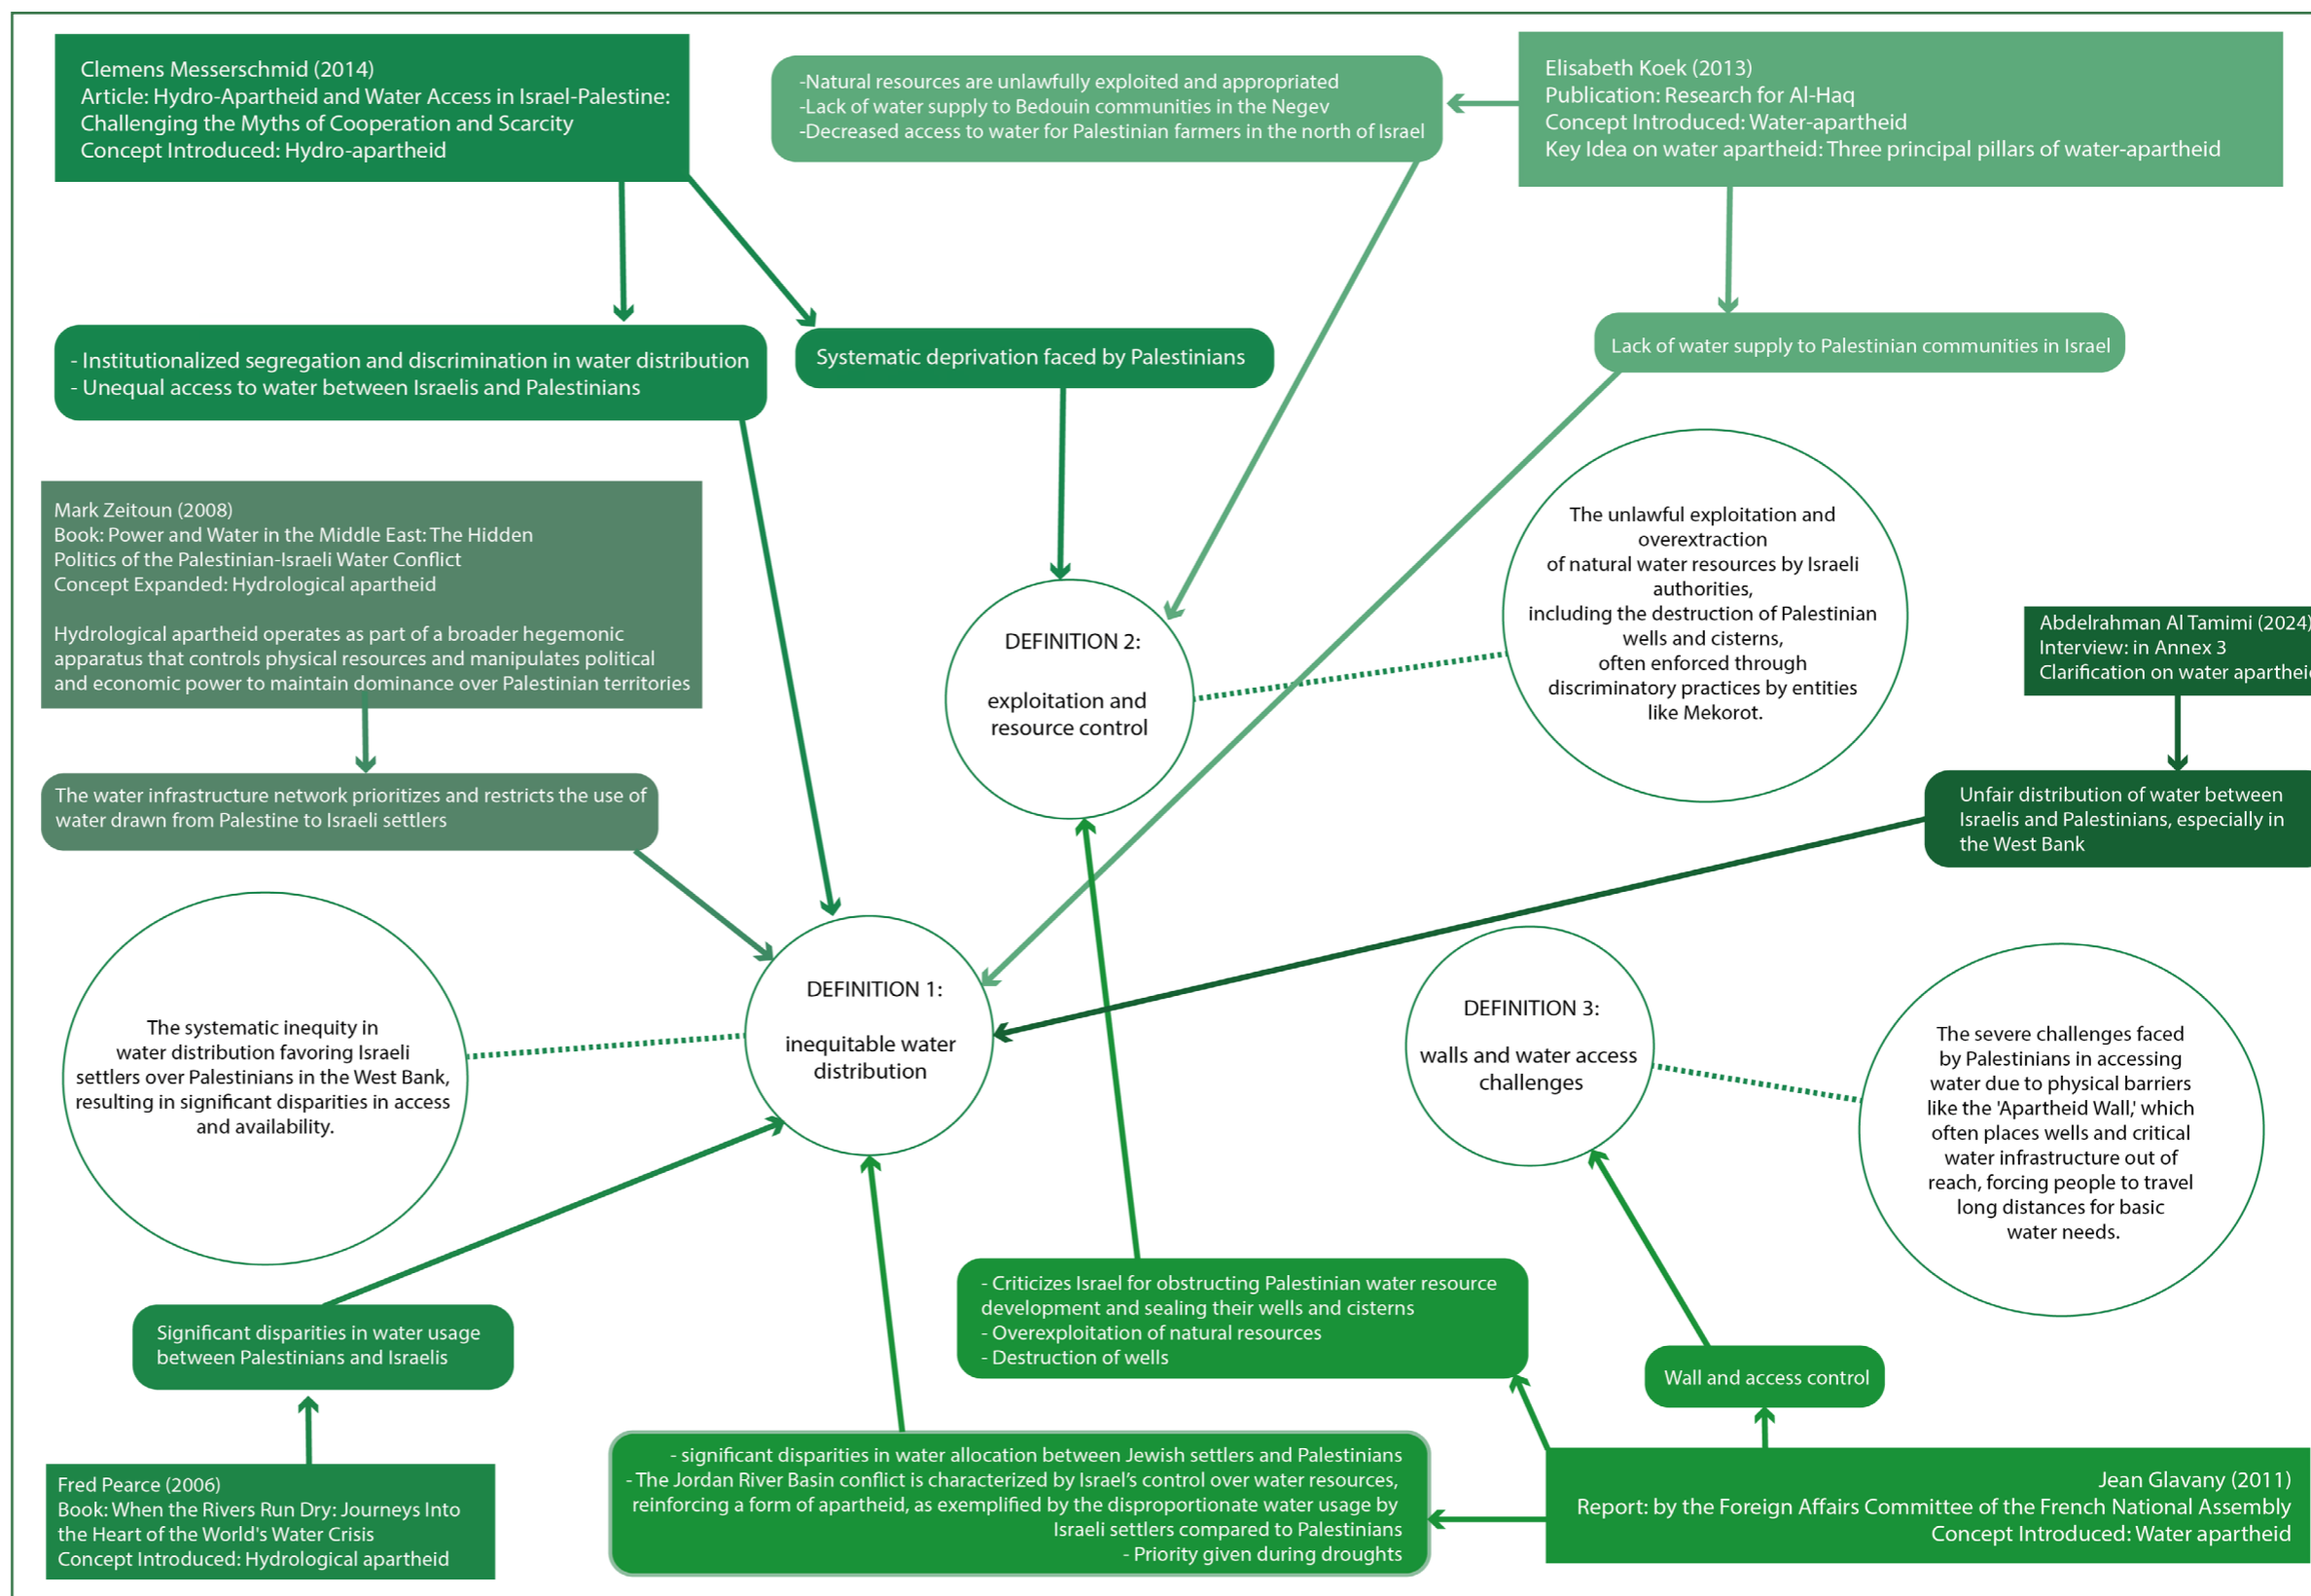 Clemens Messerschmid (2014)
Article: Hydro-Apartheid and Water Access in Israel-Palestine:
Challenging the Myths of Cooperation and Scarcity
Concept Introduced: Hydro-apartheid
-Natural resources are unlawfully exploited and appropriated
-Lack of water supply to Bedouin communities in the Negev
-Decreased access to water for Palestinian farmers in the north of Israel
Elisabeth Koek (2013)
Publication: Research for Al-Haq
Concept Introduced: Water-apartheid
Key Idea on water apartheid: Three principal pillars of water-apartheid
- Institutionalized segregation and discrimination in water distribution
- Unequal access to water between Israelis and Palestinians
Systematic deprivation faced by Palestinians
Lack of water supply to Palestinian communities in Israel
Mark Zeitoun (2008)
Book: Power and Water in the Middle East: The Hidden
Politics of the Palestinian-Israeli Water Conflict
Concept Expanded: Hydrological apartheid
Hydrological apartheid operates as part of a broader hegemonic
apparatus that controls physical resources and manipulates political
and economic power to maintain dominance over Palestinian territories
DEFINITION 2:
exploitation and
resource control
The unlawful exploitation and
overextraction
of natural water resources by Israeli
authorities,
including the destruction of Palestinian
wells and cisterns,
often enforced through
discriminatory practices by entities
like Mekorot.
Abdelrahman Al Tamimi (2024)
Interview: in Annex 3
Clarification on water apartheid
The water infrastructure network prioritizes and restricts the use of
water drawn from Palestine to Israeli settlers
Unfair distribution of water between
Israelis and Palestinians, especially in
the West Bank
The systematic inequity in
water distribution favoring Israeli
settlers over Palestinians in the West Bank,
resulting in significant disparities in access
and availability.
DEFINITION 1:
inequitable water
distribution
DEFINITION 3:
walls and water access
challenges
The severe challenges faced
by Palestinians in accessing
water due to physical barriers
like the 'Apartheid Wall,' which
often places wells and critical
water infrastructure out of
reach, forcing people to travel
long distances for basic
water needs.
Significant disparities in water usage
between Palestinians and Israelis
- Criticizes Israel for obstructing Palestinian water resource
development and sealing their wells and cisterns
- Overexploitation of natural resources
- Destruction of wells
Wall and access control
Fred Pearce (2006)
Book: When the Rivers Run Dry: Journeys Into
the Heart of the World's Water Crisis
Concept Introduced: Hydrological apartheid
- significant disparities in water allocation between Jewish settlers and Palestinians
- The Jordan River Basin conflict is characterized by Israel's control over water resources,
reinforcing a form of apartheid, as exemplified by the disproportionate water usage by
Israeli settlers compared to Palestinians
- Priority given during droughts
Jean Glavany (2011)
Report: by the Foreign Affairs Committee of the French National Assembly
Concept Introduced: Water apartheid